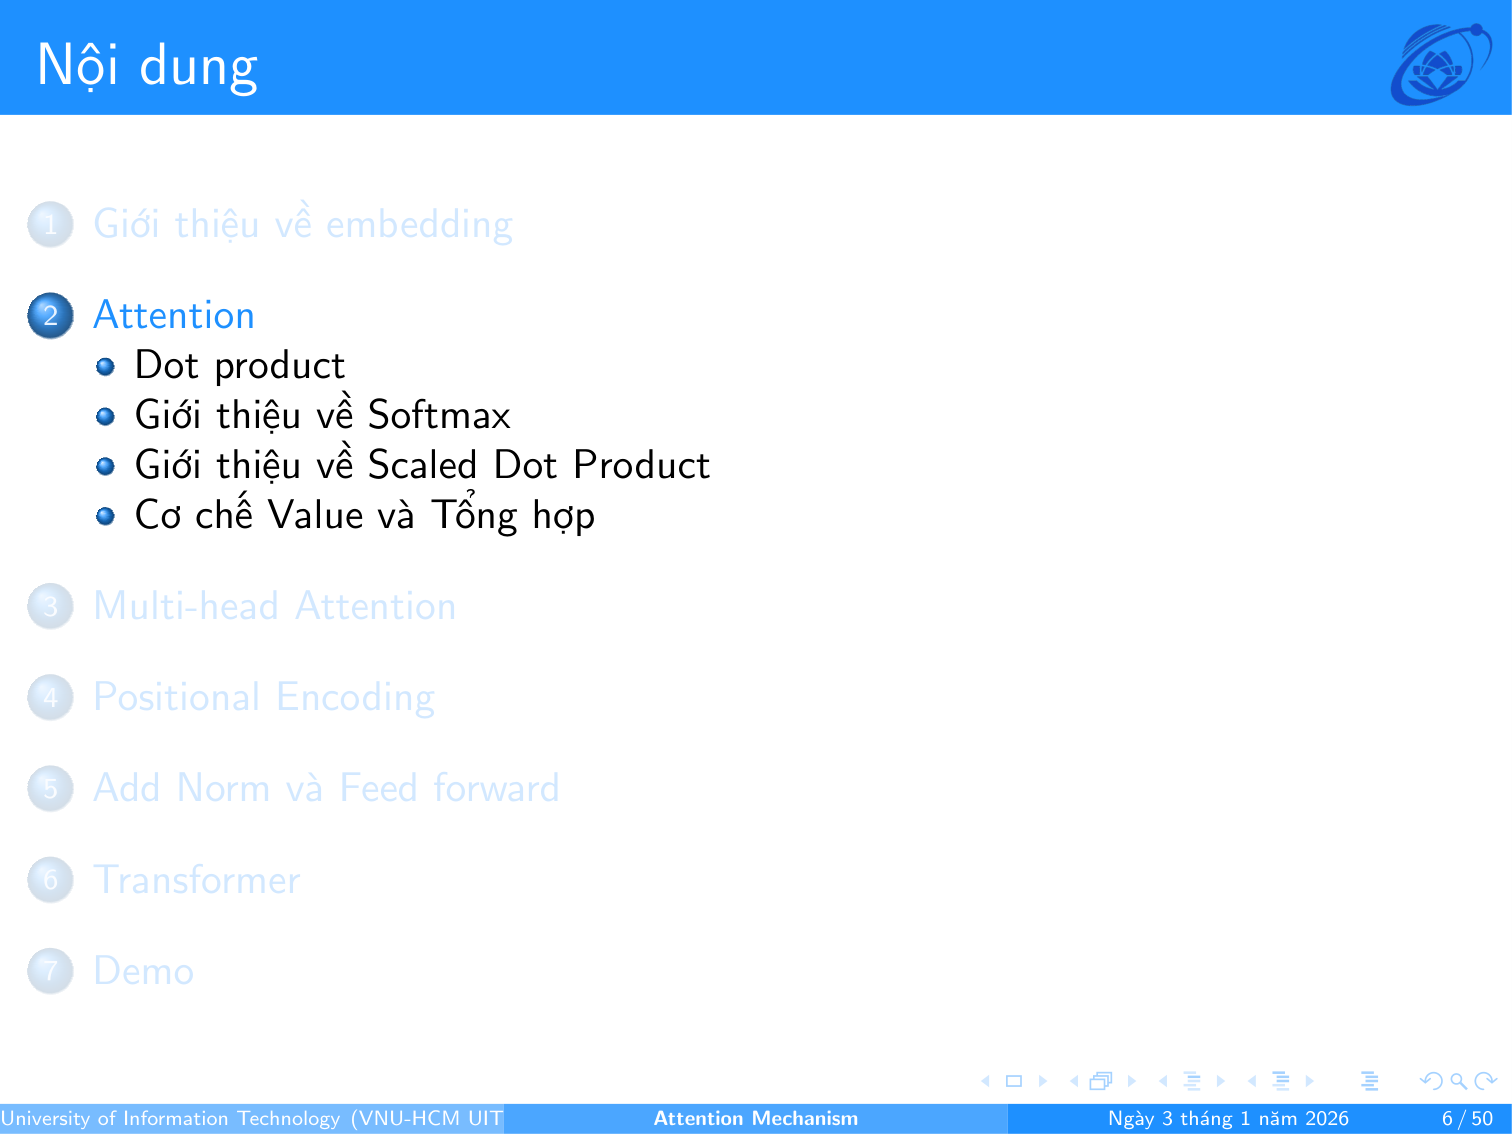 Nội dung
1 Giới thiệu về embedding
2 Attention
Dot product
Giới thiệu về Softmax
Giới thiệu về Scaled Dot Product
Cơ chế Value và Tổng hợp
3 Multi-head Attention
4 Positional Encoding
5 Add Norm và Feed forward
6 Transformer
7 Demo
University of Information Technology (VNU-HCM UIT Attention Mechanism Ngày 3 tháng 1 năm 2026 6 / 50